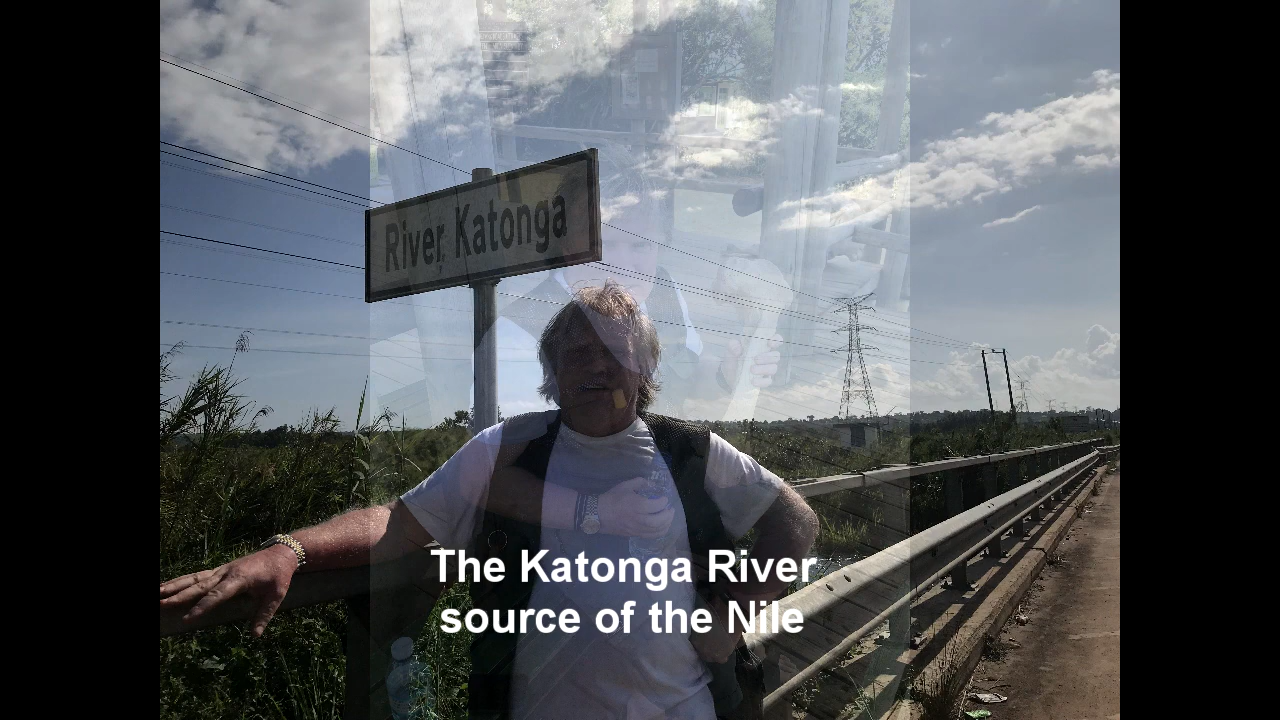 River, Katonga
The Katonga River
source of the Nile